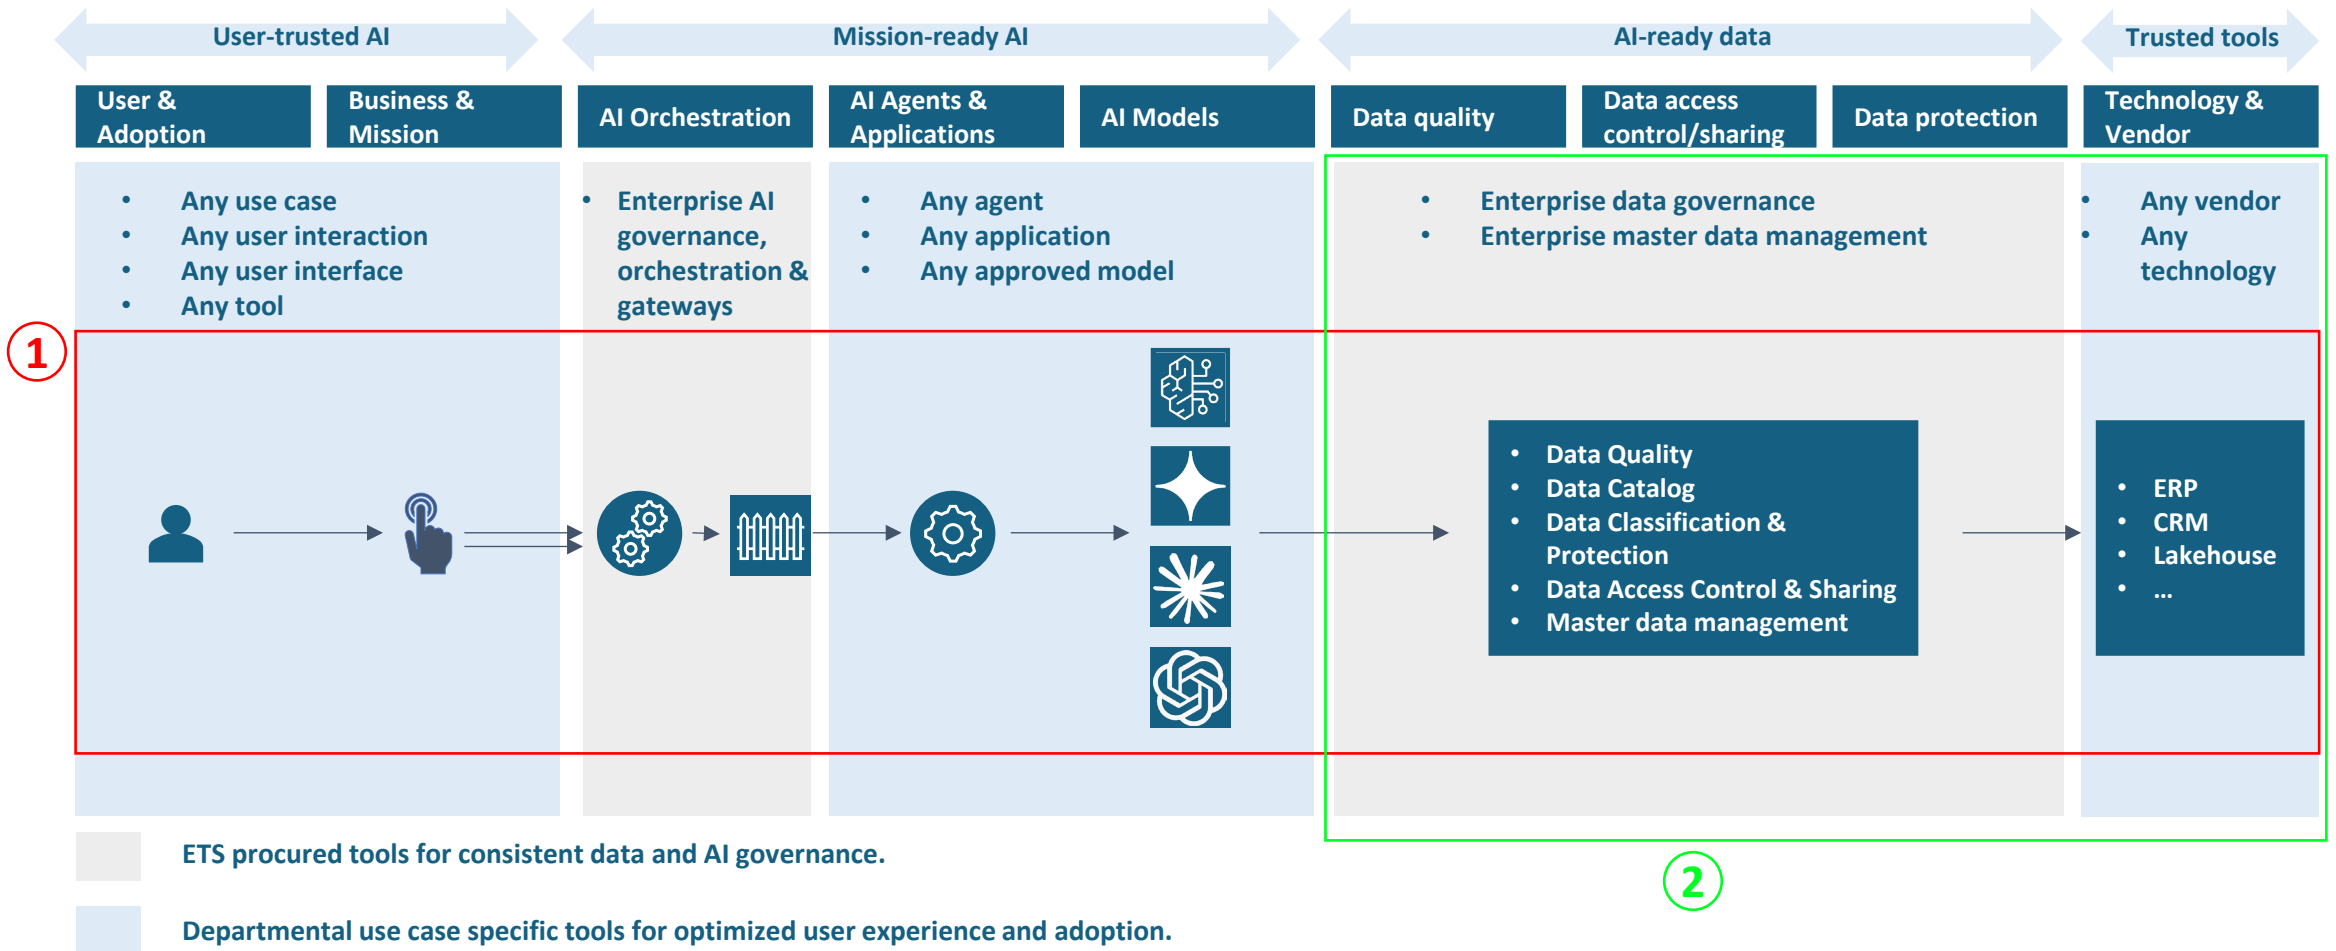 User-trusted AI
Mission-ready AI
AI-ready data
Trusted tools
User &
Adoption
Business &
Mission
AI Orchestration
AI Agents &
Applications
AI Models
Data quality
Data access
control/sharing
Data protection
Technology &
Vendor
• Any use case
• Any user interaction
• Any user interface
• Any tool
• Enterprise AI
governance,
orchestration &
gateways
• Any agent
• Any application
• Any approved model
• Enterprise data governance
• Enterprise master data management
• Any vendor
• Any
technology
1
• Data Quality
• Data Catalog
• Data Classification &
Protection
• Data Access Control & Sharing
• Master data management
• ERP
• CRM
• Lakehouse
• ...
ETS procured tools for consistent data and AI governance.
2
Departmental use case specific tools for optimized user experience and adoption.